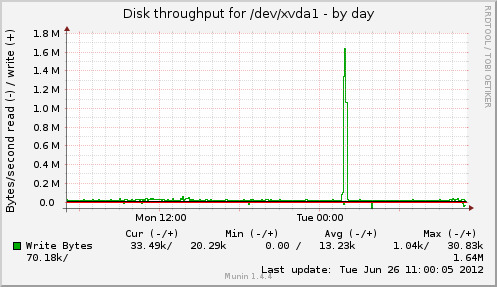 Disk throughput for /dev/xvda1 - by day
RRDTOOL / TOBI OETIKER
Bytes/second read (-) / write (+)
1.8 M
1.6 M
1.4 M
1.2 M
1.0 M
0.8 M
0.6 M
0.4 M
0.2 M
0.0
Mon 12:00 Tue 00:00
Cur (-/+) Min (-/+) Avg (-/+) Max (-/+)
Write Bytes 33.49k/ 20.29k 0.00 / 13.23k 1.04k/ 30.83k
70.18k/ 1.64M
Last update: Tue Jun 26 11:00:05 2012
Munin 1.4.4